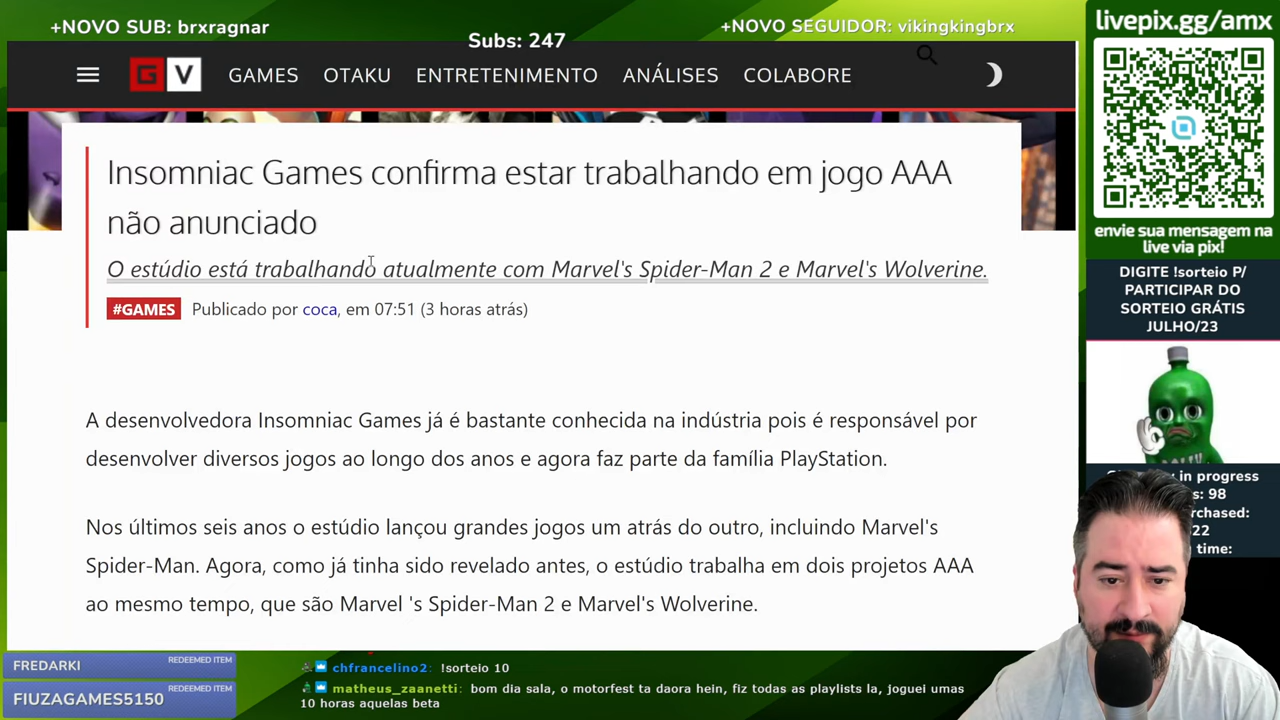 +NOVO SUB: brxragnar
Subs: 247
+NOVO SEGUIDOR: vikingkingbrx
livepix.gg/amx
GV GAMES OTAKU ENTRETENIMENTO ANÁLISES COLABORE
Insomniac Games confirma estar trabalhando em jogo AAA
não anunciado
O estúdio está trabalhando atualmente com Marvel's Spider-Man 2 e Marvel's Wolverine.
#GAMES Publicado por coca, em 07:51 (3 horas atrás)
A desenvolvedora Insomniac Games já é bastante conhecida na indústria pois é responsável por
desenvolver diversos jogos ao longo dos anos e agora faz parte da família PlayStation.
Nos últimos seis anos o estúdio lançou grandes jogos um atrás do outro, incluindo Marvel's
Spider-Man. Agora, como já tinha sido revelado antes, o estúdio trabalha em dois projetos AAA
ao mesmo tempo, que são Marvel 's Spider-Man 2 e Marvel's Wolverine.
envie sua mensagem na
live via pix!
DIGITE !sorteio P/
PARTICIPAR DO
SORTEIO GRÁTIS
JULHO/23
in progress
98
22
time:
FREDARKI REDEEMED ITEM
FIUZAGAMES5150 REDEEMED ITEM
chfrancelino2: !sorteio 10
matheus_zaanetti: bom dia sala, o motorfest ta daora hein, fiz todas as playlists la, joguei umas
10 horas aquelas beta